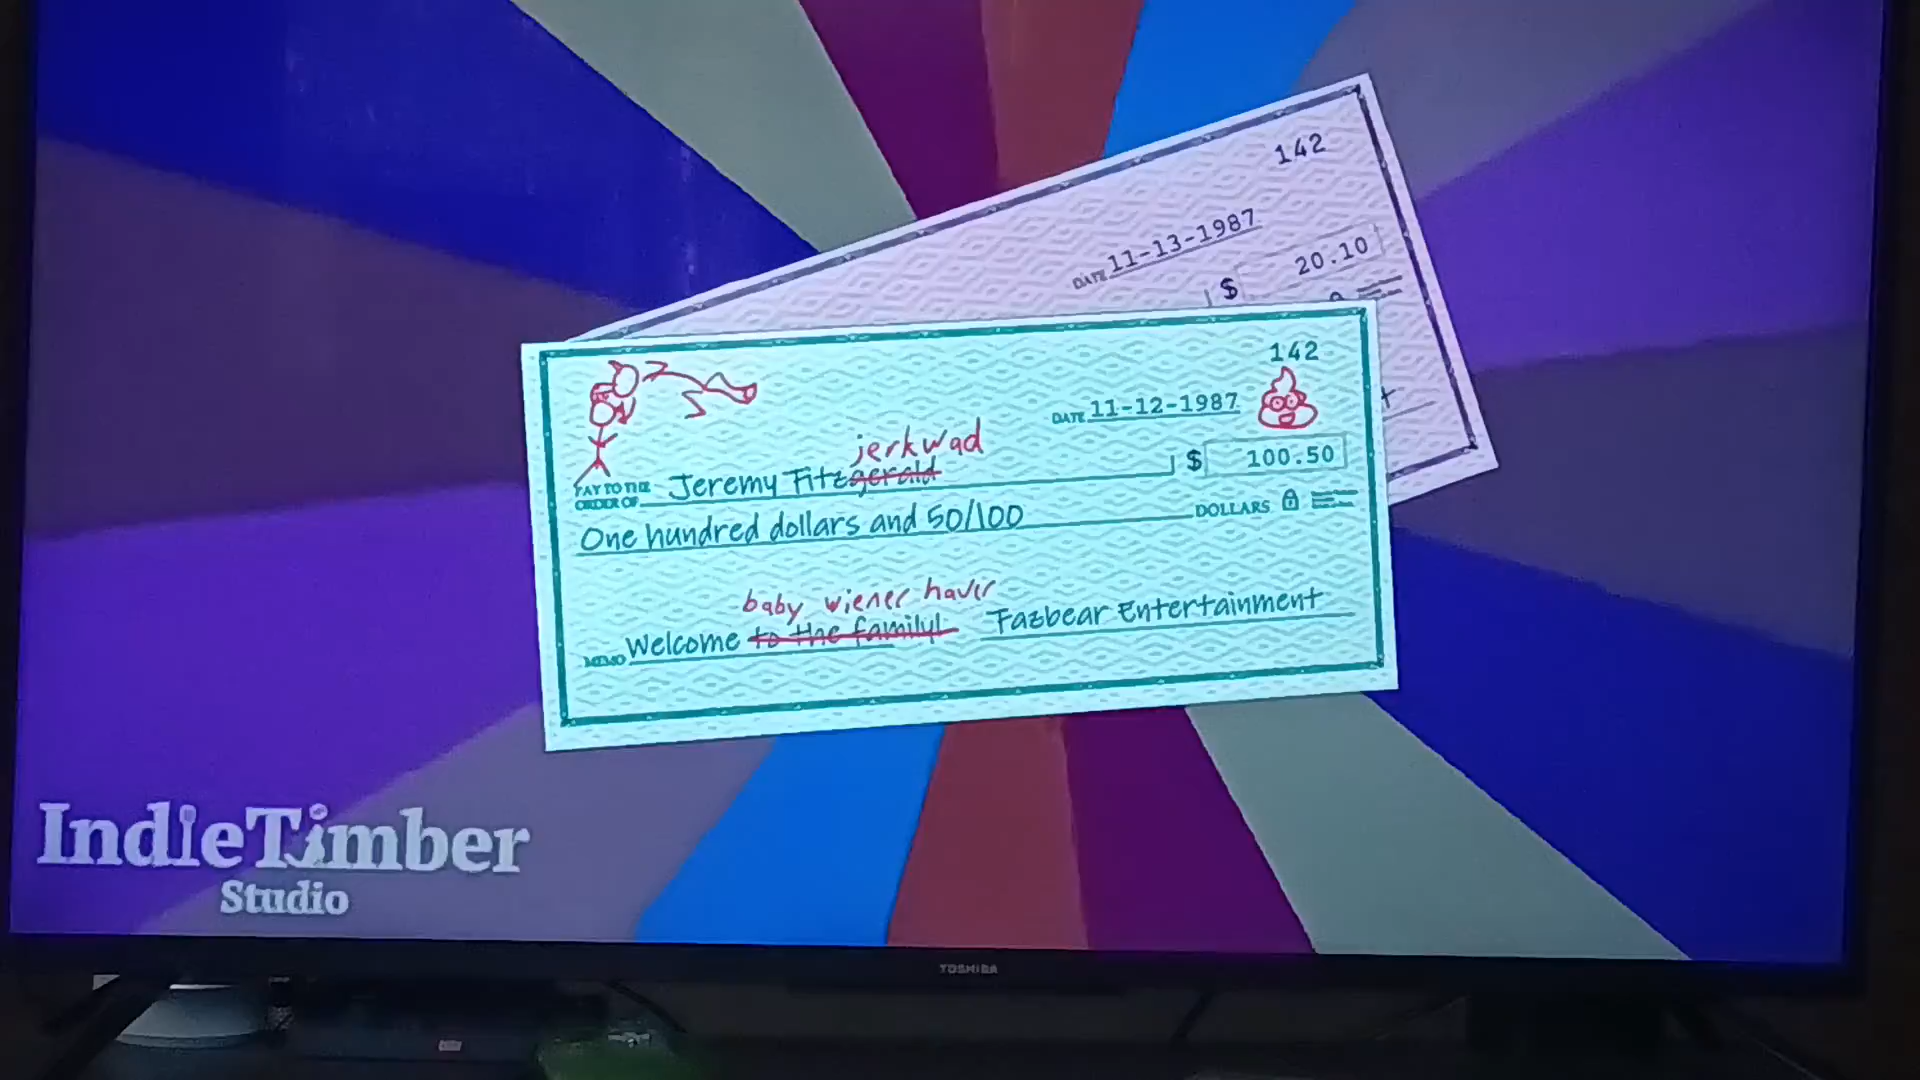 142
DATE 11-13-1987
$ 20.10
142
DATE 11-12-1987
jerkwad
PAY TO THE ORDER OF Jeremy Fitzgerald $ 100.50
One hundred dollars and 50/100 DOLLARS
baby wiener haver
MEMO Welcome to the family! Fazbear Entertainment
IndieTimber
Studio
TOSHIBA